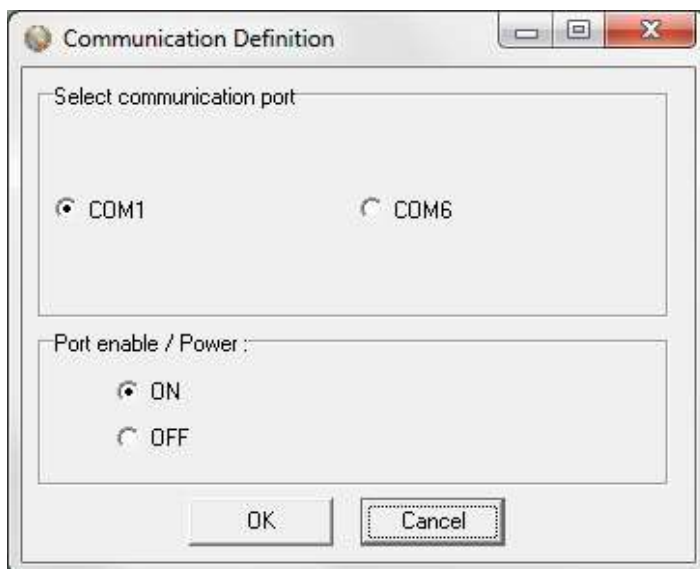 Communication Definition
Select communication port
COM1 COM6
Port enable / Power :
ON
OFF
OK Cancel